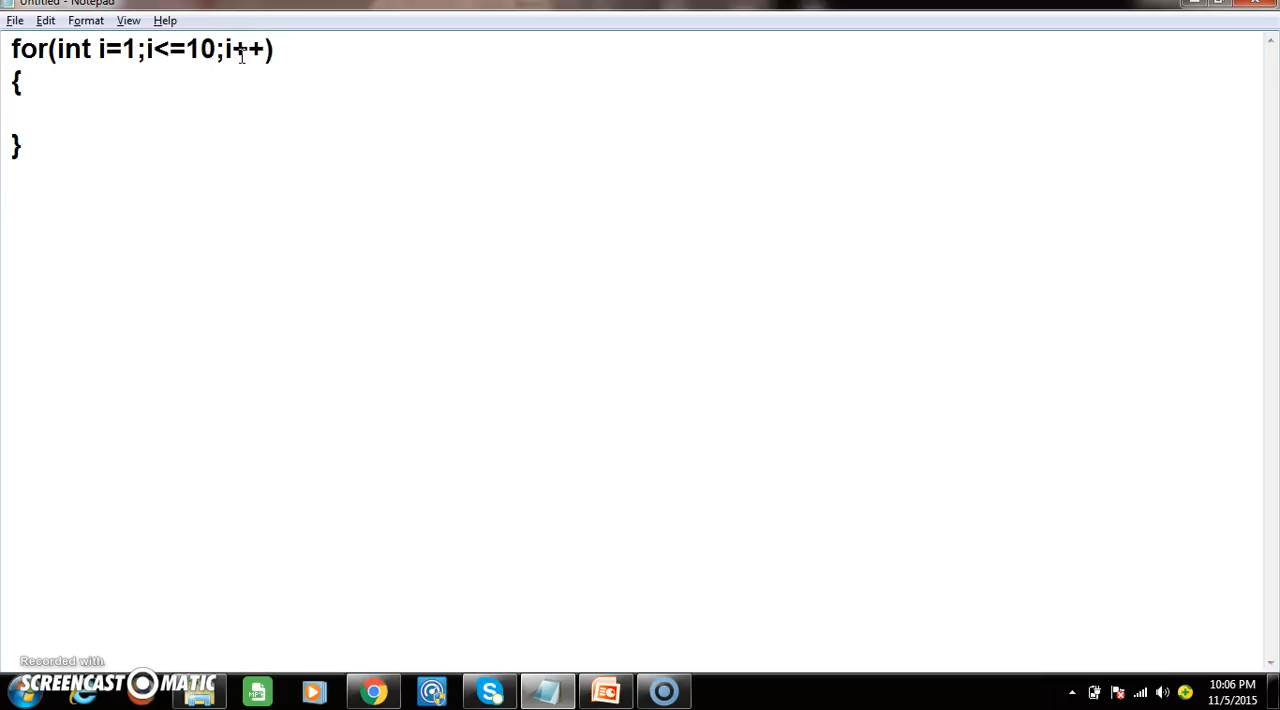 Untitled - Notepad
File Edit Format View Help
for(int i=1;i<=10;i++)
{
}
Recorded with
SCREENCAST MATIC
MP3
10:06 PM
11/5/2015